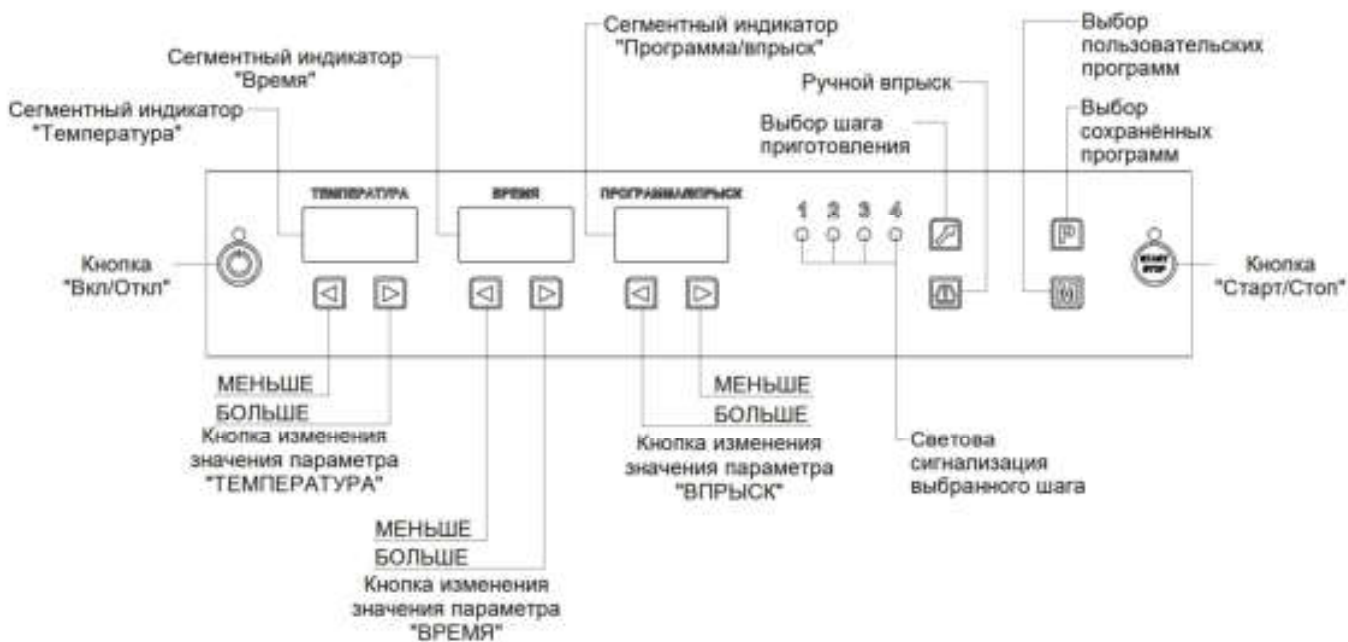 Сегментный индикатор
"Программа/впрыск"
Выбор
пользовательских
программ
Сегментный индикатор
"Время"
Ручной впрыск
Сегментный индикатор
"Температура"
Выбор шага
приготовления
Выбор
сохранённых
программ
ТЕМПЕРАТУРА
ВРЕМЯ
ПРОГРАММА/ВПРЫСК
1 2 3 4
P
START
STOP
Кнопка
"Вкл/Откл"
Кнопка
"Старт/Стоп"
МЕНЬШЕ
БОЛЬШЕ
Кнопка изменения
значения параметра
"ТЕМПЕРАТУРА"
МЕНЬШЕ
БОЛЬШЕ
Кнопка изменения
значения параметра
"ВПРЫСК"
Светова
сигнализация
выбранного шага
МЕНЬШЕ
БОЛЬШЕ
Кнопка изменения
значения параметра
"ВРЕМЯ"